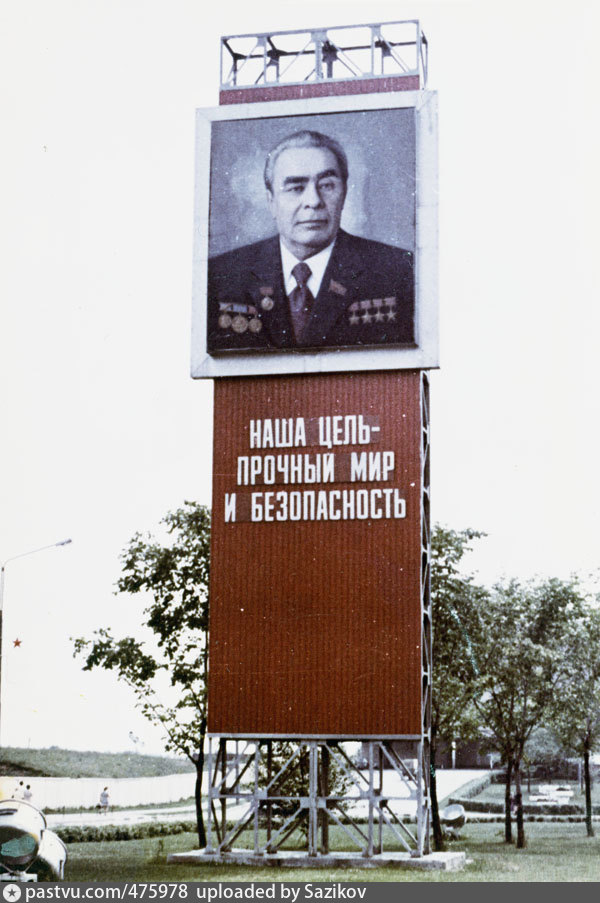 НАША ЦЕЛЬ-
ПРОЧНЫЙ МИР
И БЕЗОПАСНОСТЬ
pastvu.com/475978 uploaded by Sazikov